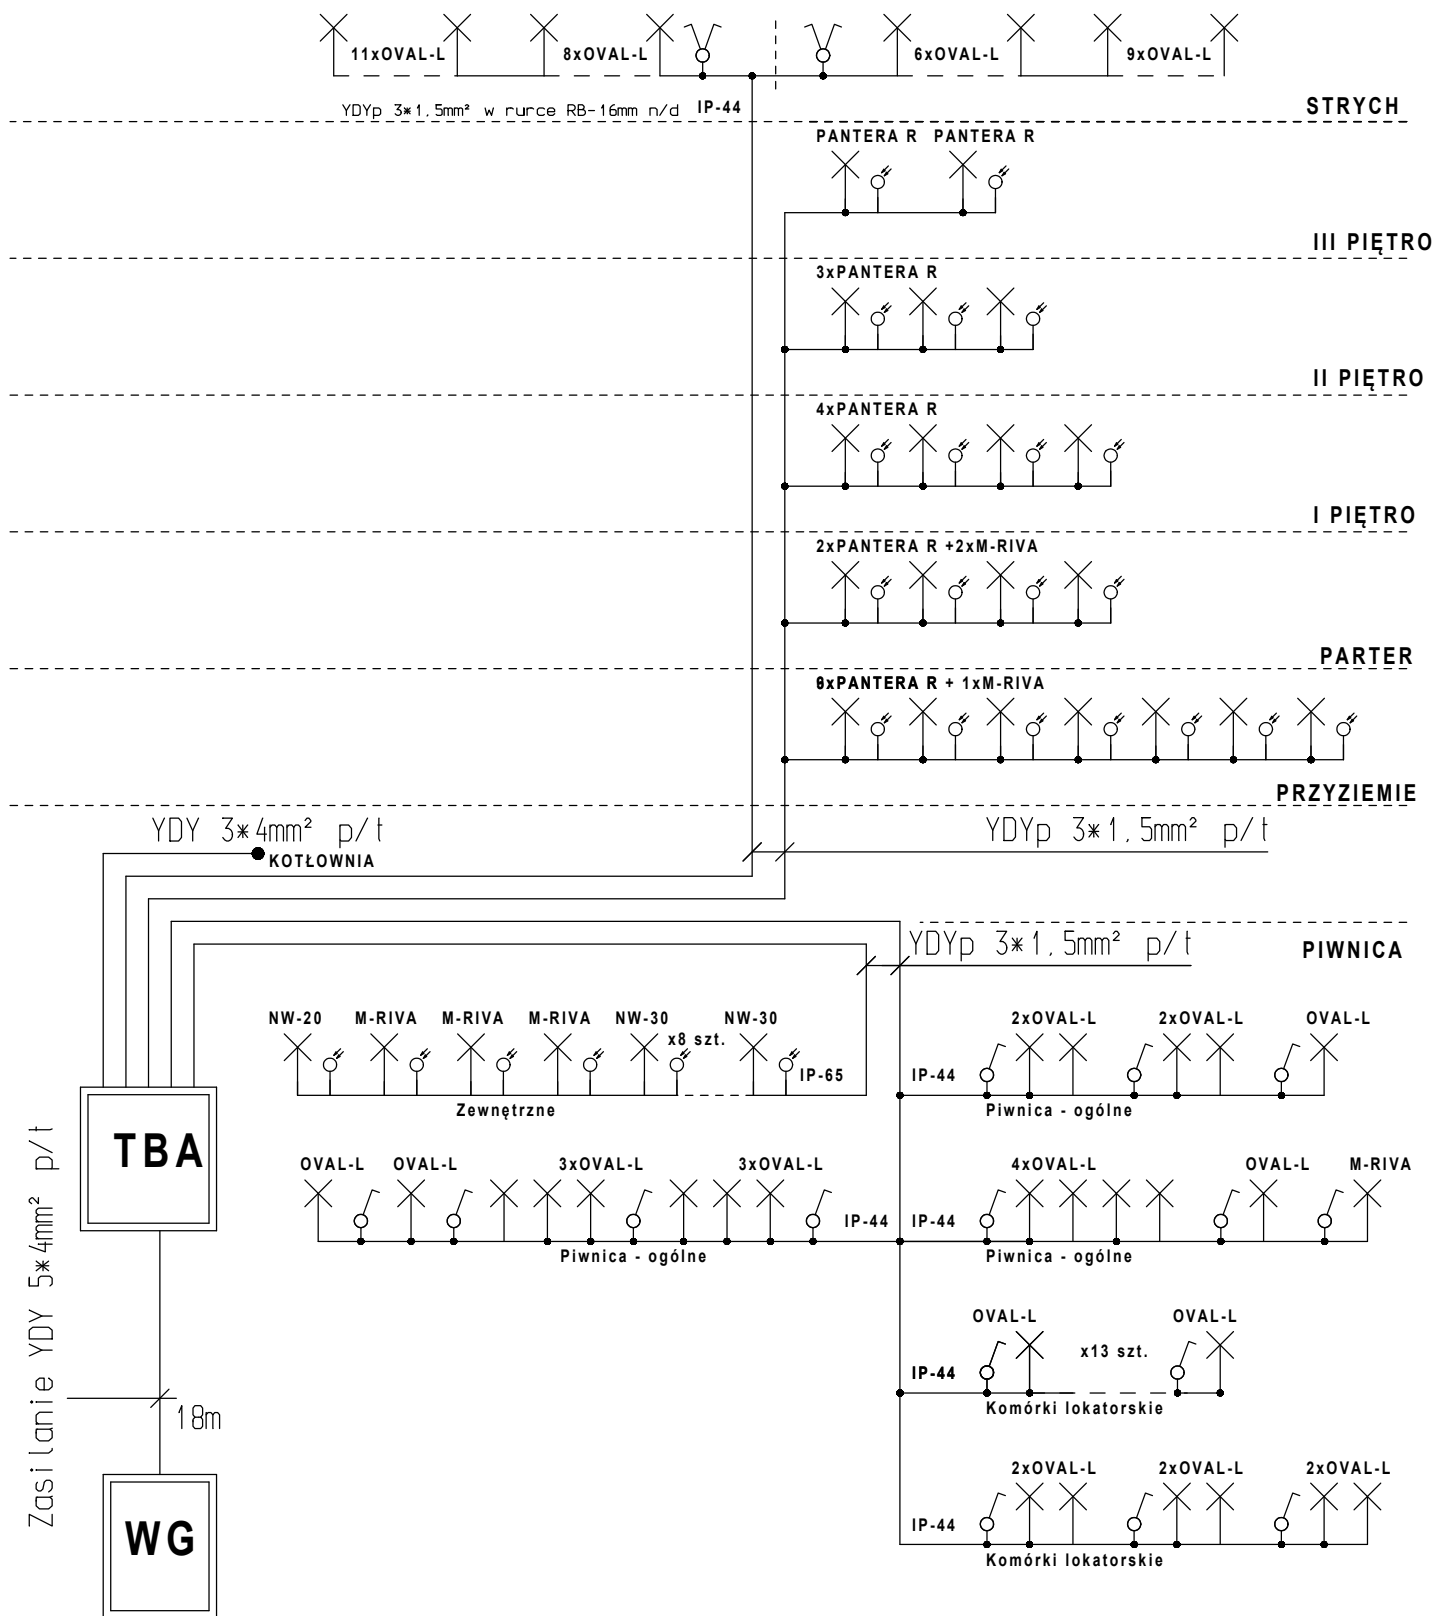 11xOVAL-L 8xOVAL-L 6xOVAL-L 9xOVAL-L
YDYp 3*1,5mm² w rurce RB-16mm n/d IP-44
STRYCH
PANTERA R PANTERA R
III PIĘTRO
3xPANTERA R
II PIĘTRO
4xPANTERA R
I PIĘTRO
2xPANTERA R +2xM-RIVA
PARTER
PANTERA R + 1xM-RIVA
PRZYZIEMIE
YDY 3*4mm² p/t
YDYp 3*1,5mm² p/t
KOTŁOWNIA
YDYp 3*1,5mm² p/t
PIWNICA
NW-20 M-RIVA M-RIVA M-RIVA NW-30 x8 szt. NW-30
IP-65
Zewnętrzne
2xOVAL-L 2xOVAL-L OVAL-L
IP-44
Piwnica - ogólne
TBA
OVAL-L OVAL-L 3xOVAL-L 3xOVAL-L
IP-44
Piwnica - ogólne
4xOVAL-L OVAL-L M-RIVA
IP-44
Piwnica - ogólne
OVAL-L x13 szt. OVAL-L
IP-44
Komórki lokatorskie
Zasilanie YDY 5*4mm² p/t
18m
WG
2xOVAL-L 2xOVAL-L 2xOVAL-L
IP-44
Komórki lokatorskie